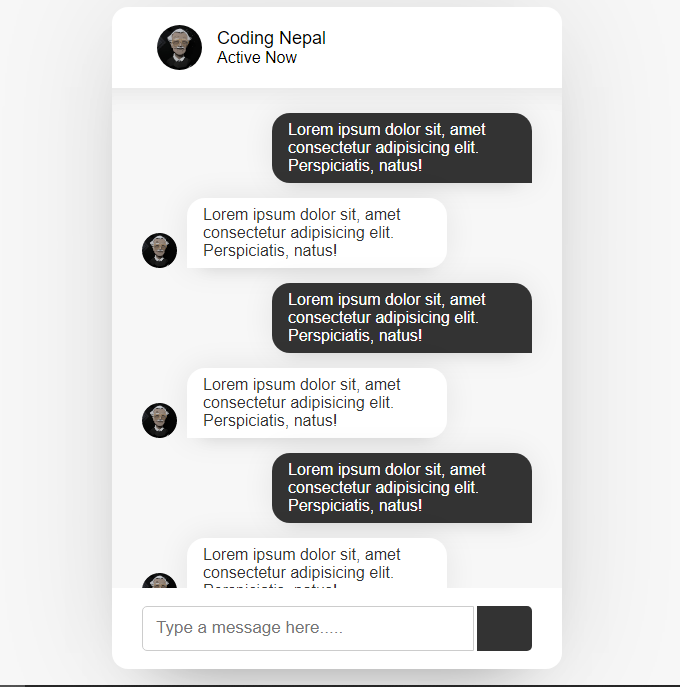 Coding Nepal
Active Now
Lorem ipsum dolor sit, amet
consectetur adipisicing elit.
Perspiciatis, natus!
Lorem ipsum dolor sit, amet
consectetur adipisicing elit.
Perspiciatis, natus!
Lorem ipsum dolor sit, amet
consectetur adipisicing elit.
Perspiciatis, natus!
Lorem ipsum dolor sit, amet
consectetur adipisicing elit.
Perspiciatis, natus!
Lorem ipsum dolor sit, amet
consectetur adipisicing elit.
Perspiciatis, natus!
Lorem ipsum dolor sit, amet
consectetur adipisicing elit.
Type a message here.....